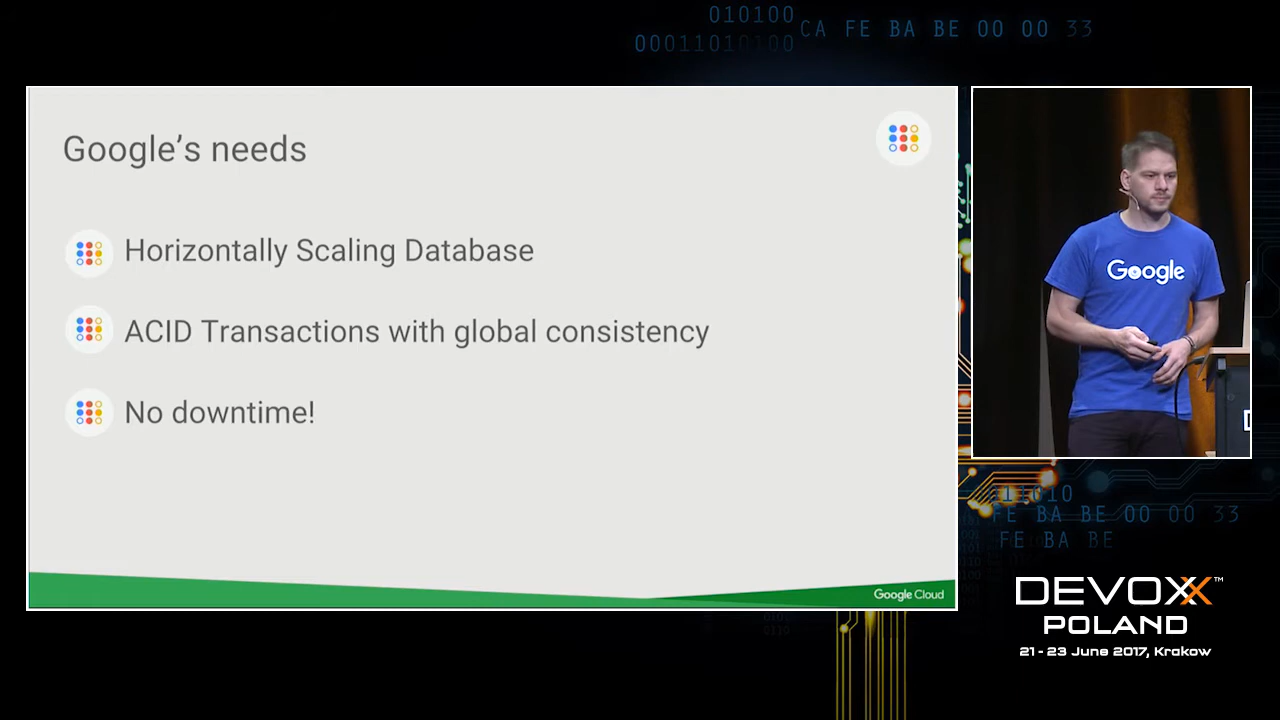 010100
CA FE BA BE 00 00 33
00011010100
Google's needs
Horizontally Scaling Database
ACID Transactions with global consistency
No downtime!
Google Cloud
Google
011010
FE BA BE 00 00 33
FE BA BE
DEVOXX™
POLAND
21 - 23 June 2017, Krakow